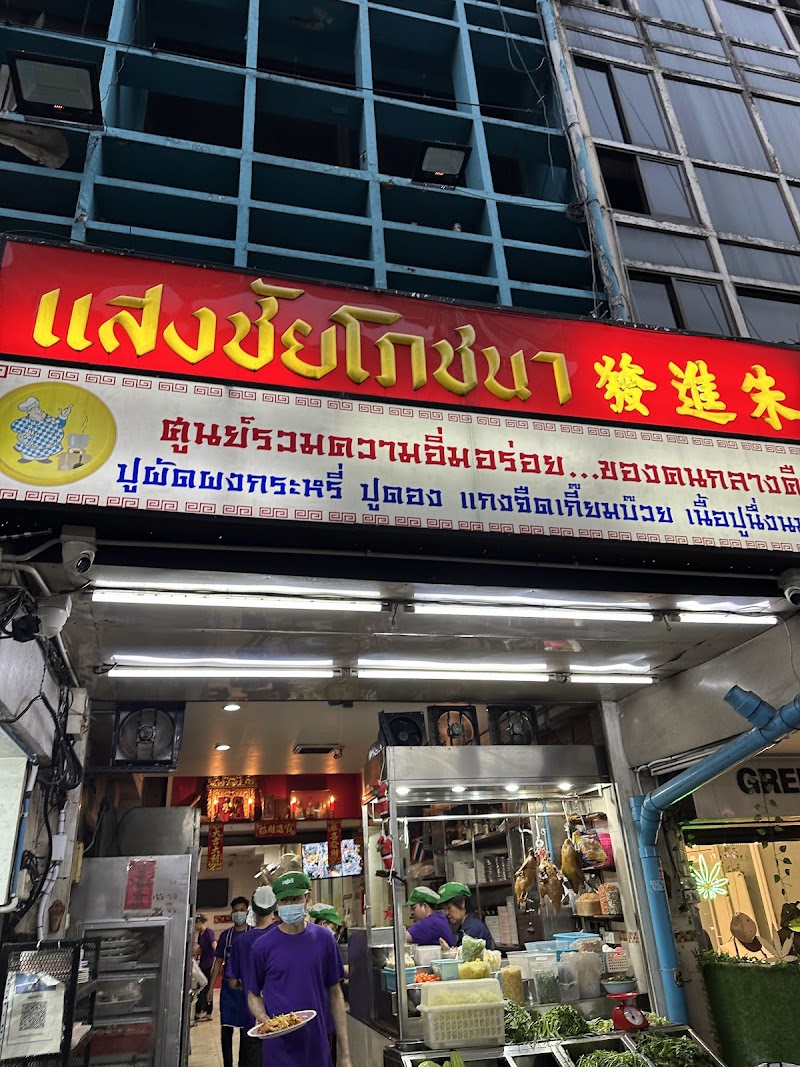 แสงชัยโภชนา 發進朱
ศูนย์รวมความอิ่มอร่อย...ของคนกลางคื
ปูผัดผงกระหรี่ ปูดอง แกงจืดเกี๊ยมบ๊วย เนื้อปูนึ่งนม
GREE